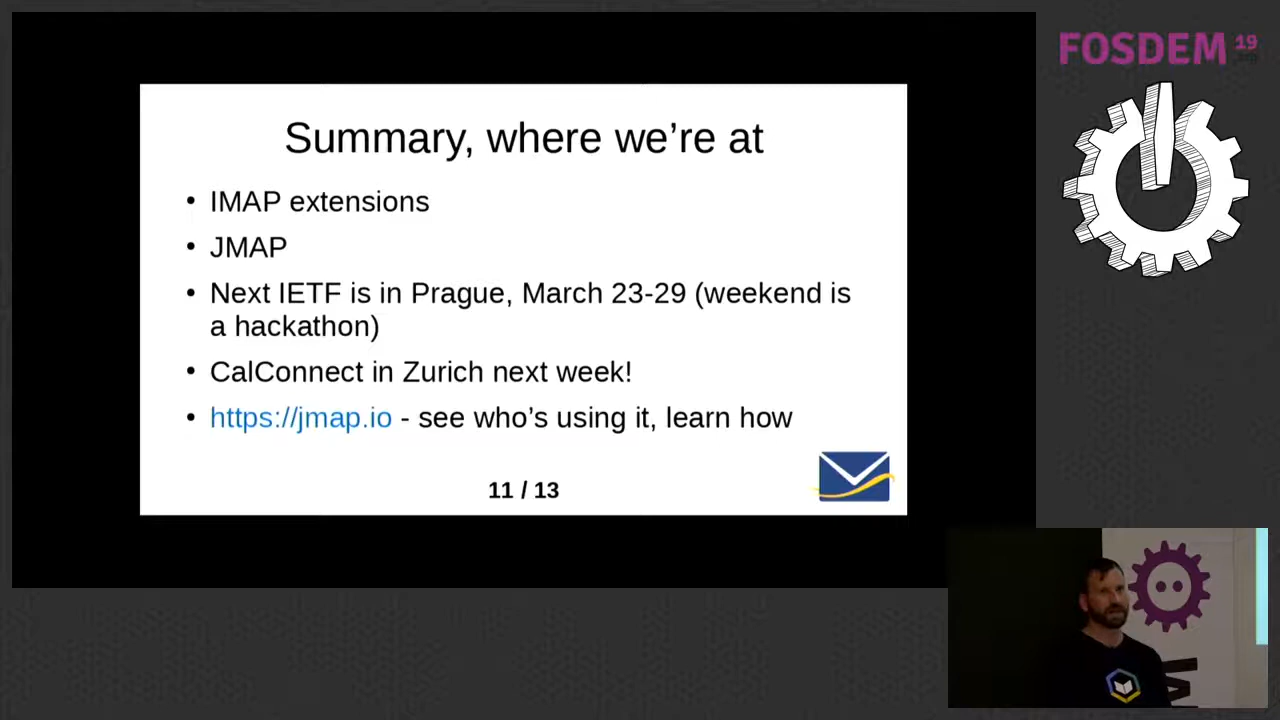 FOSDEM 19
.org
Summary, where we're at
• IMAP extensions
• JMAP
• Next IETF is in Prague, March 23-29 (weekend is
a hackathon)
• CalConnect in Zurich next week!
• https://jmap.io - see who's using it, learn how
11 / 13